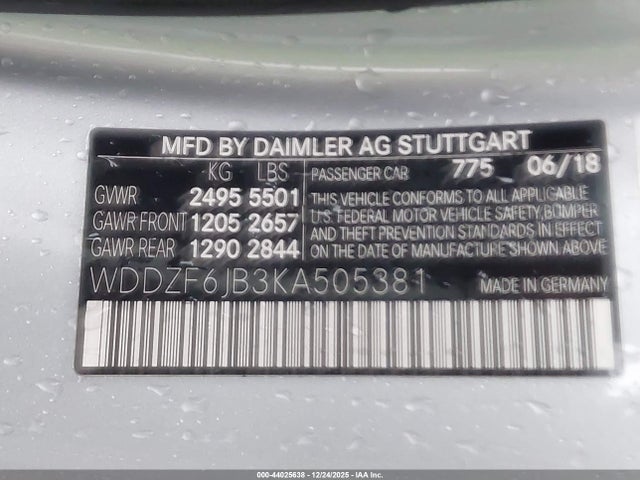 MFD BY DAIMLER AG STUTTGART
KG LBS PASSENGER CAR 775 06/18
GVWR 2495 5501 THIS VEHICLE CONFORMS TO ALL APPLICABLE
GAWR FRONT 1205 2657 U.S. FEDERAL MOTOR VEHICLE SAFETY, BUMPER
GAWR REAR 1290 2844 AND THEFT PREVENTION STANDARDS IN EFFECT ON THE DATE OF MANUFACTURE SHOWN ABOVE.
WDDZF6JB3KA505381 MADE IN GERMANY
000-44025638 - 12/24/2025 - IAAI.com